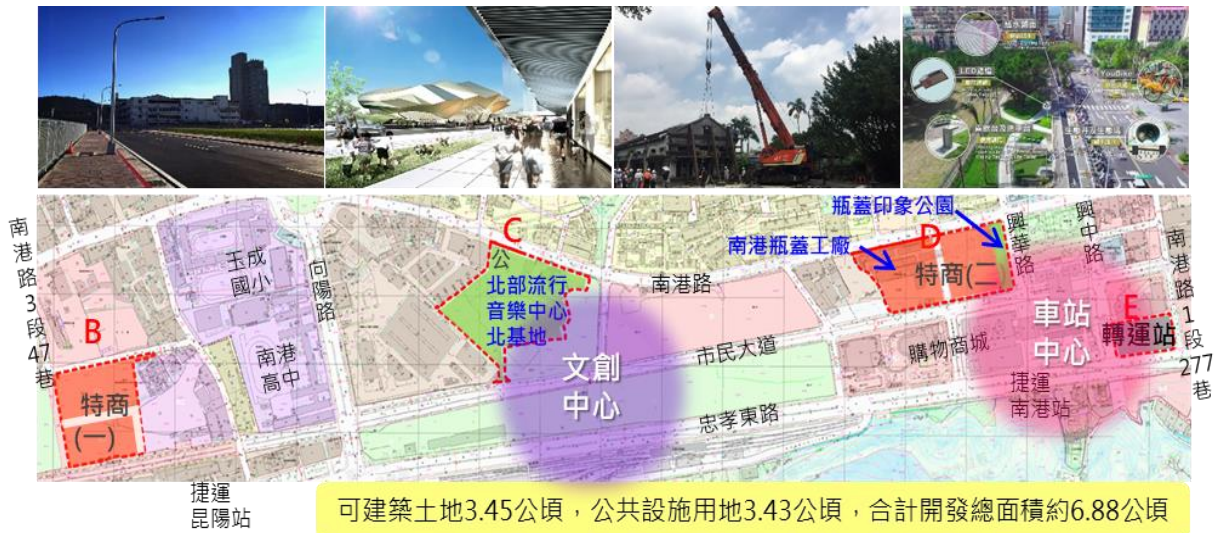 YouBike
南港路3段47巷
B
特商
(一)
玉成
國小
南港
高中
向陽路
捷運
昆陽站
C
公
北部流行
音樂中心
北基地
文創
中心
南港路
市民大道
忠孝東路
瓶蓋印象公園
南港瓶蓋工廠
D
特商(二)
興華路
興中路
購物商城
車站
中心
捷運
南港站
E
轉運站
南港路1段277巷
可建築土地3.45公頃，公共設施用地3.43公頃，合計開發總面積約6.88公頃